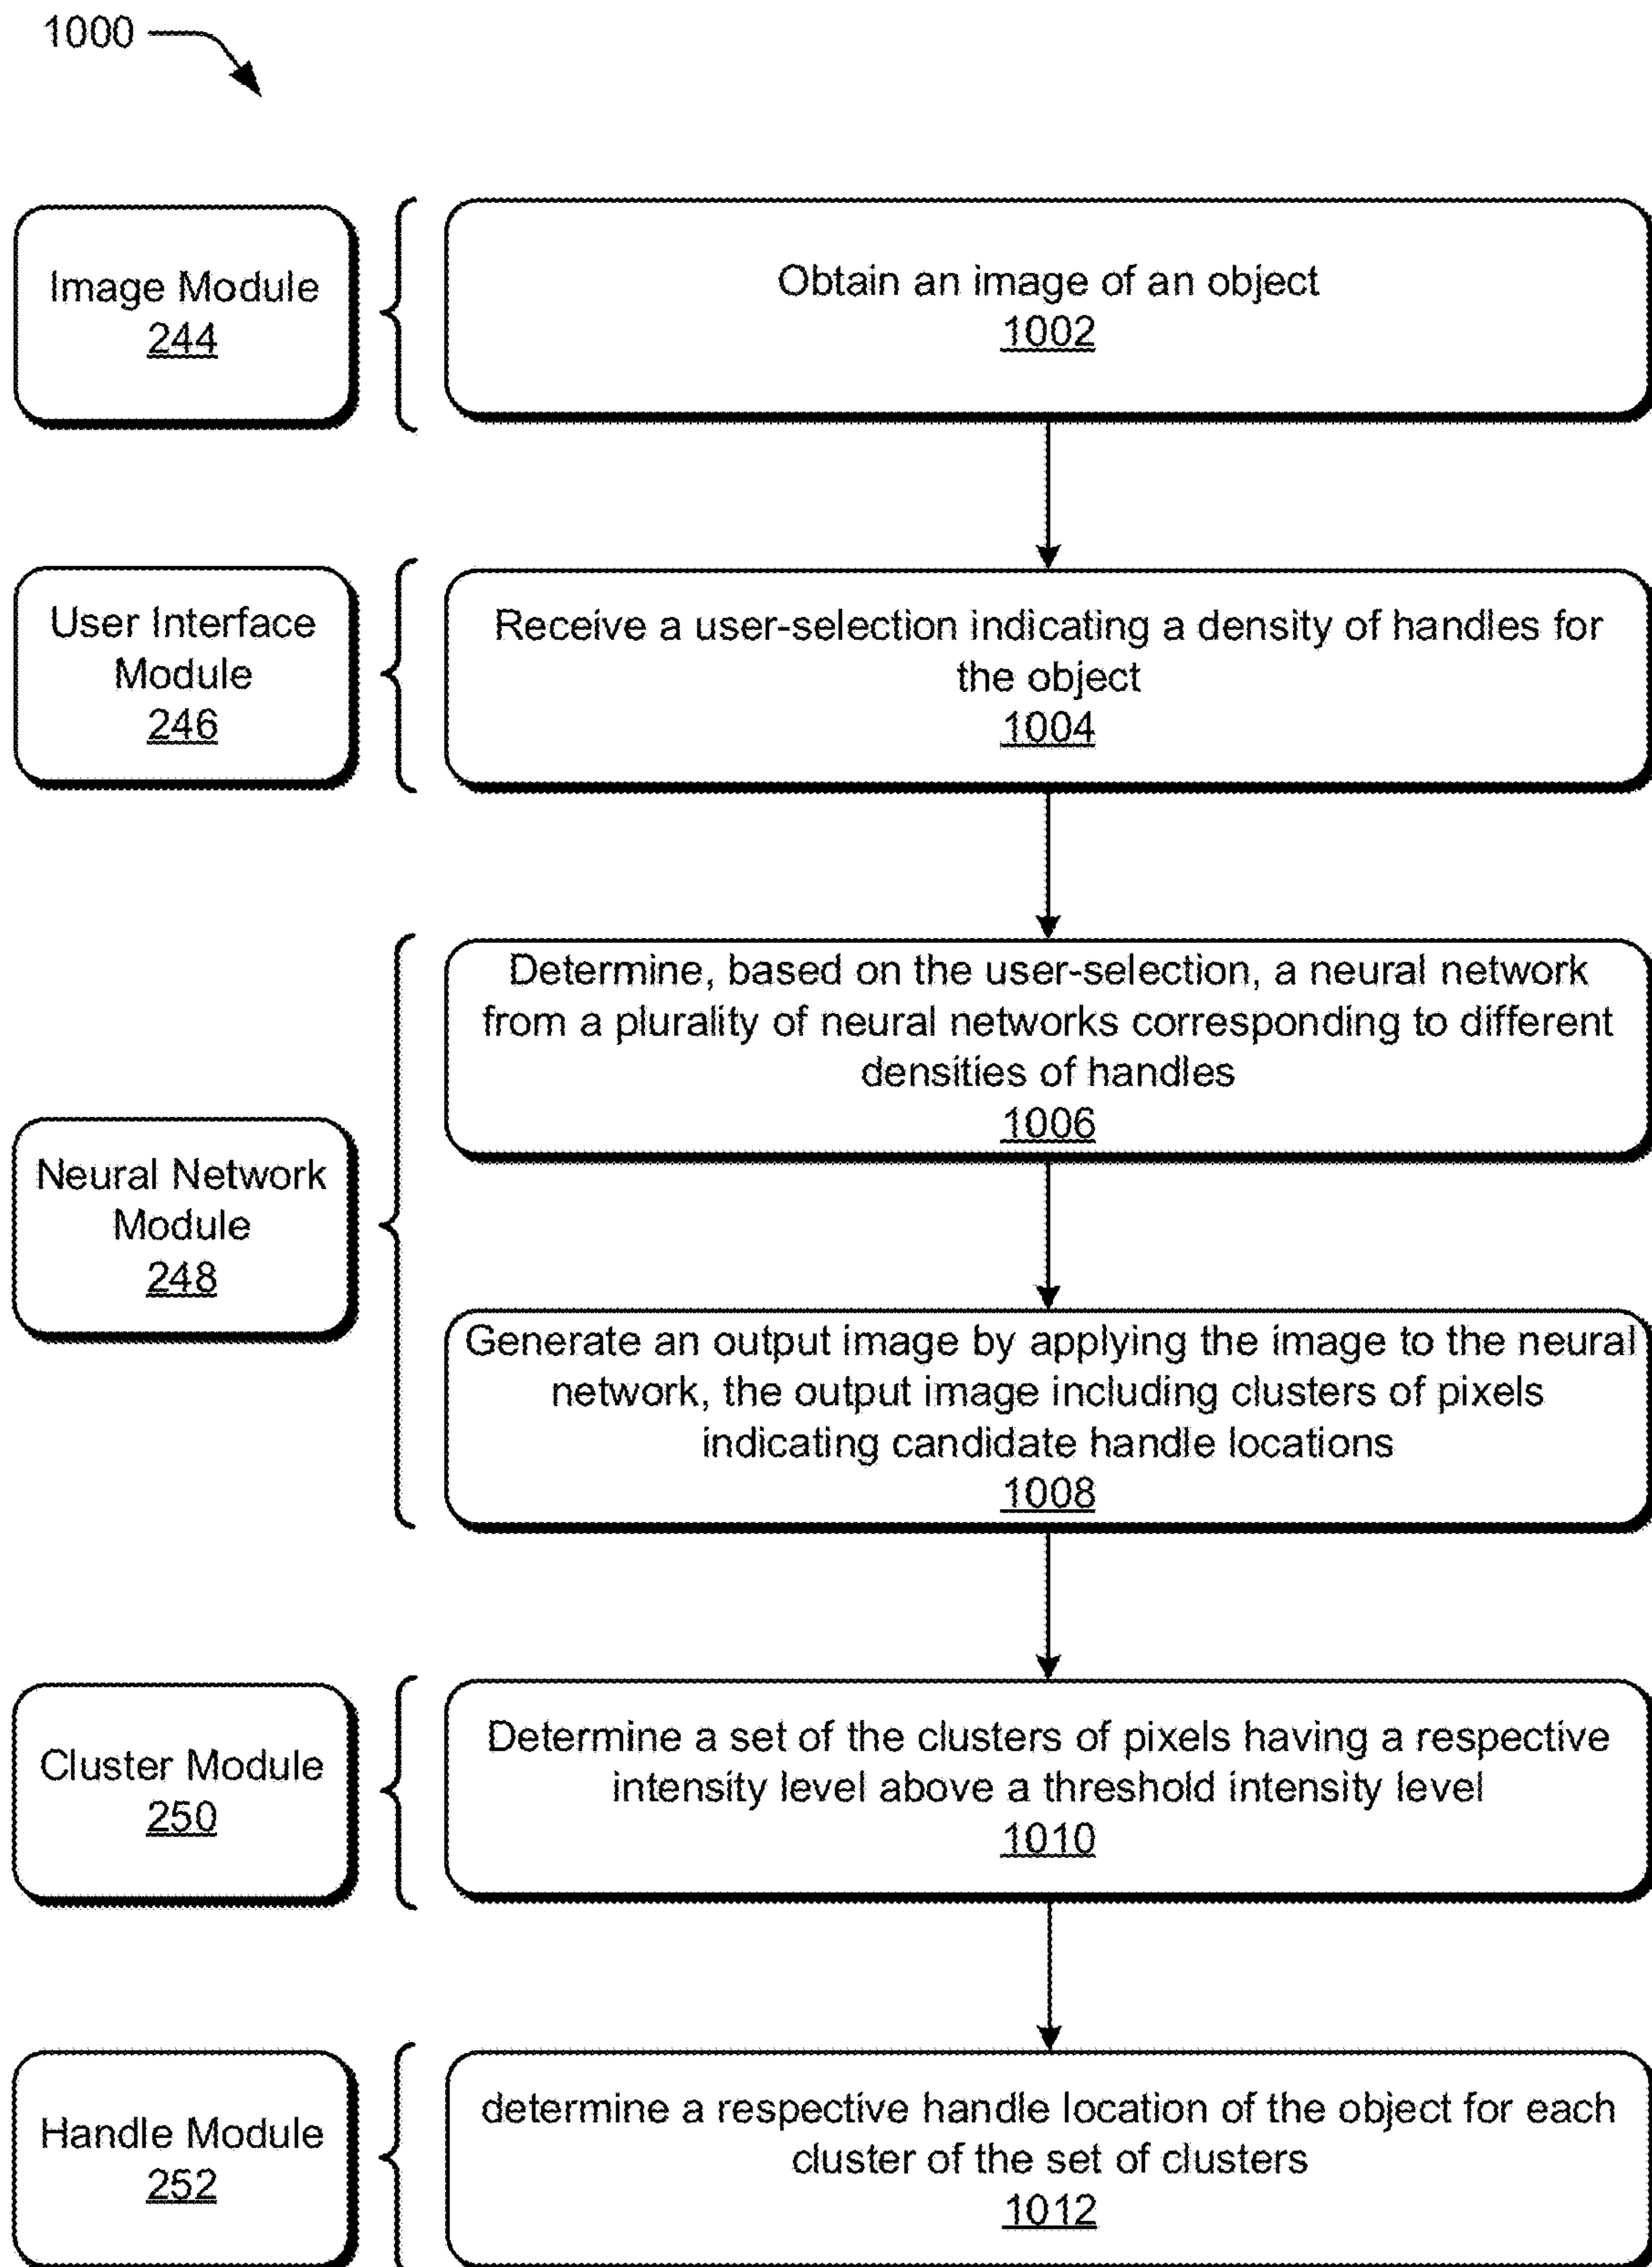 1000
Image Module
244
Obtain an image of an object
1002
User Interface
Module
246
Receive a user-selection indicating a density of handles for
the object
1004
Determine, based on the user-selection, a neural network
from a plurality of neural networks corresponding to different
densities of handles
1006
Neural Network
Module
248
Generate an output image by applying the image to the neural
network, the output image including clusters of pixels
indicating candidate handle locations
1008
Cluster Module
250
Determine a set of the clusters of pixels having a respective
intensity level above a threshold intensity level
1010
Handle Module
252
determine a respective handle location of the object for each
cluster of the set of clusters
1012